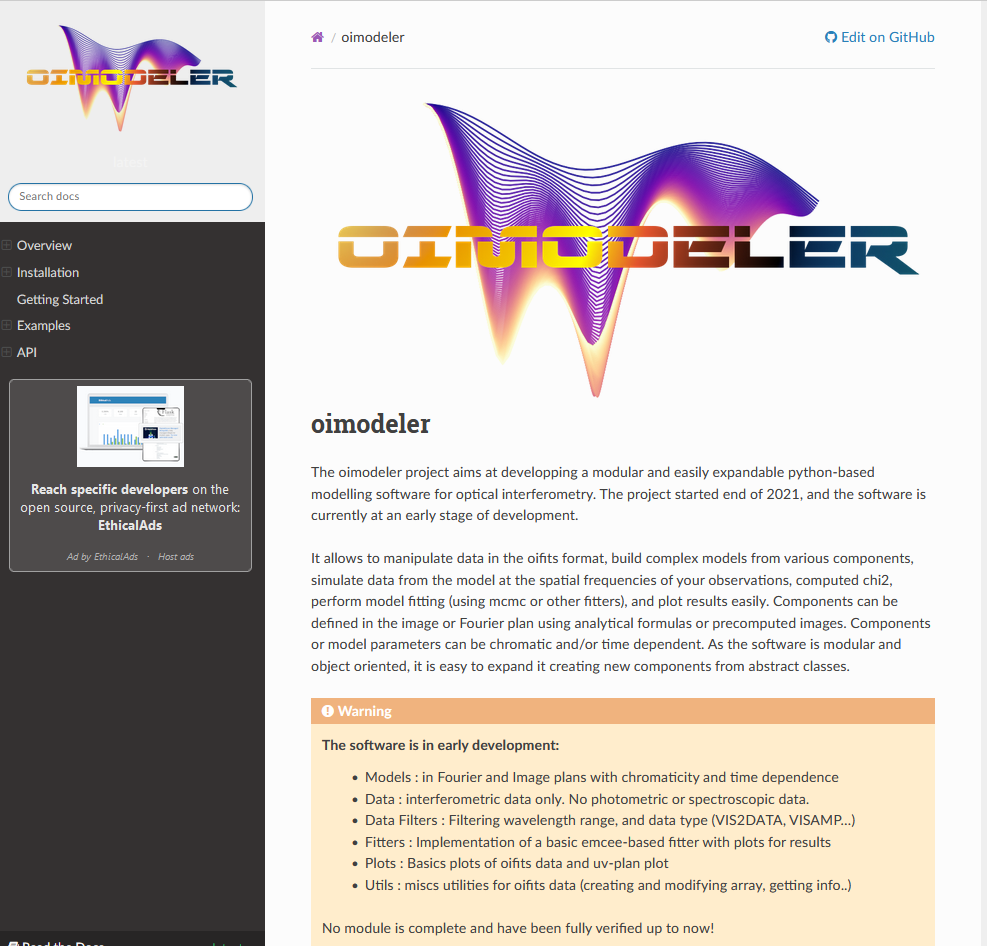 OIMODELER
latest
Search docs
Overview
Installation
Getting Started
Examples
API
Reach specific developers on the
open source, privacy-first ad network:
EthicalAds
Ad by EthicalAds · Host ads
Read the Docs
/ oimodeler
Edit on GitHub
OIMODELER
oimodeler
The oimodeler project aims at developping a modular and easily expandable python-based
modelling software for optical interferometry. The project started end of 2021, and the software is
currently at an early stage of development.
It allows to manipulate data in the oifits format, build complex models from various components,
simulate data from the model at the spatial frequencies of your observations, computed chi2,
perform model fitting (using mcmc or other fitters), and plot results easily. Components can be
defined in the image or Fourier plan using analytical formulas or precomputed images. Components
or model parameters can be chromatic and/or time dependent. As the software is modular and
object oriented, it is easy to expand it creating new components from abstract classes.
Warning
The software is in early development:
• Models : in Fourier and Image plans with chromaticity and time dependence
• Data : interferometric data only. No photometric or spectroscopic data.
• Data Filters : Filtering wavelength range, and data type (VIS2DATA, VISAMP...)
• Fitters : Implementation of a basic emcee-based fitter with plots for results
• Plots : Basics plots of oifits data and uv-plan plot
• Utils : miscs utilities for oifits data (creating and modifying array, getting info..)
No module is complete and have been fully verified up to now!